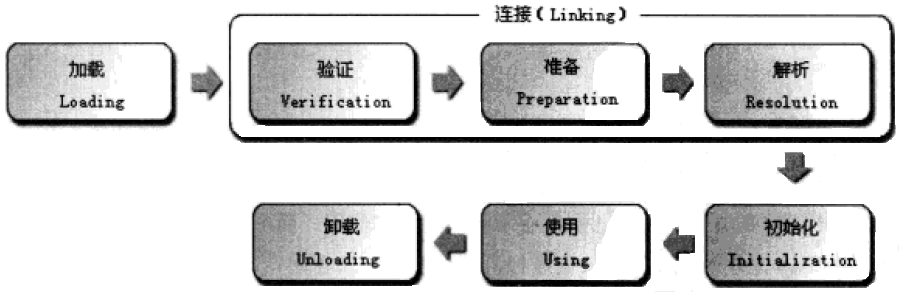 连接(Linking)
加载
Loading
验证
Verification
准备
Preparation
解析
Resolution
初始化
Initialization
使用
Using
卸载
Unloading